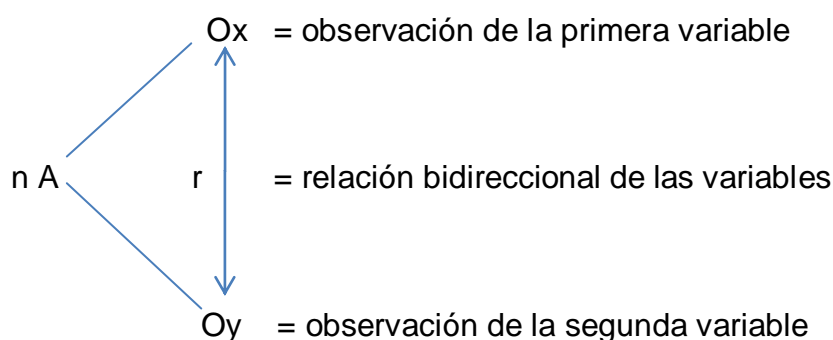 Ox = observación de la primera variable
n A r = relación bidireccional de las variables
Oy = observación de la segunda variable